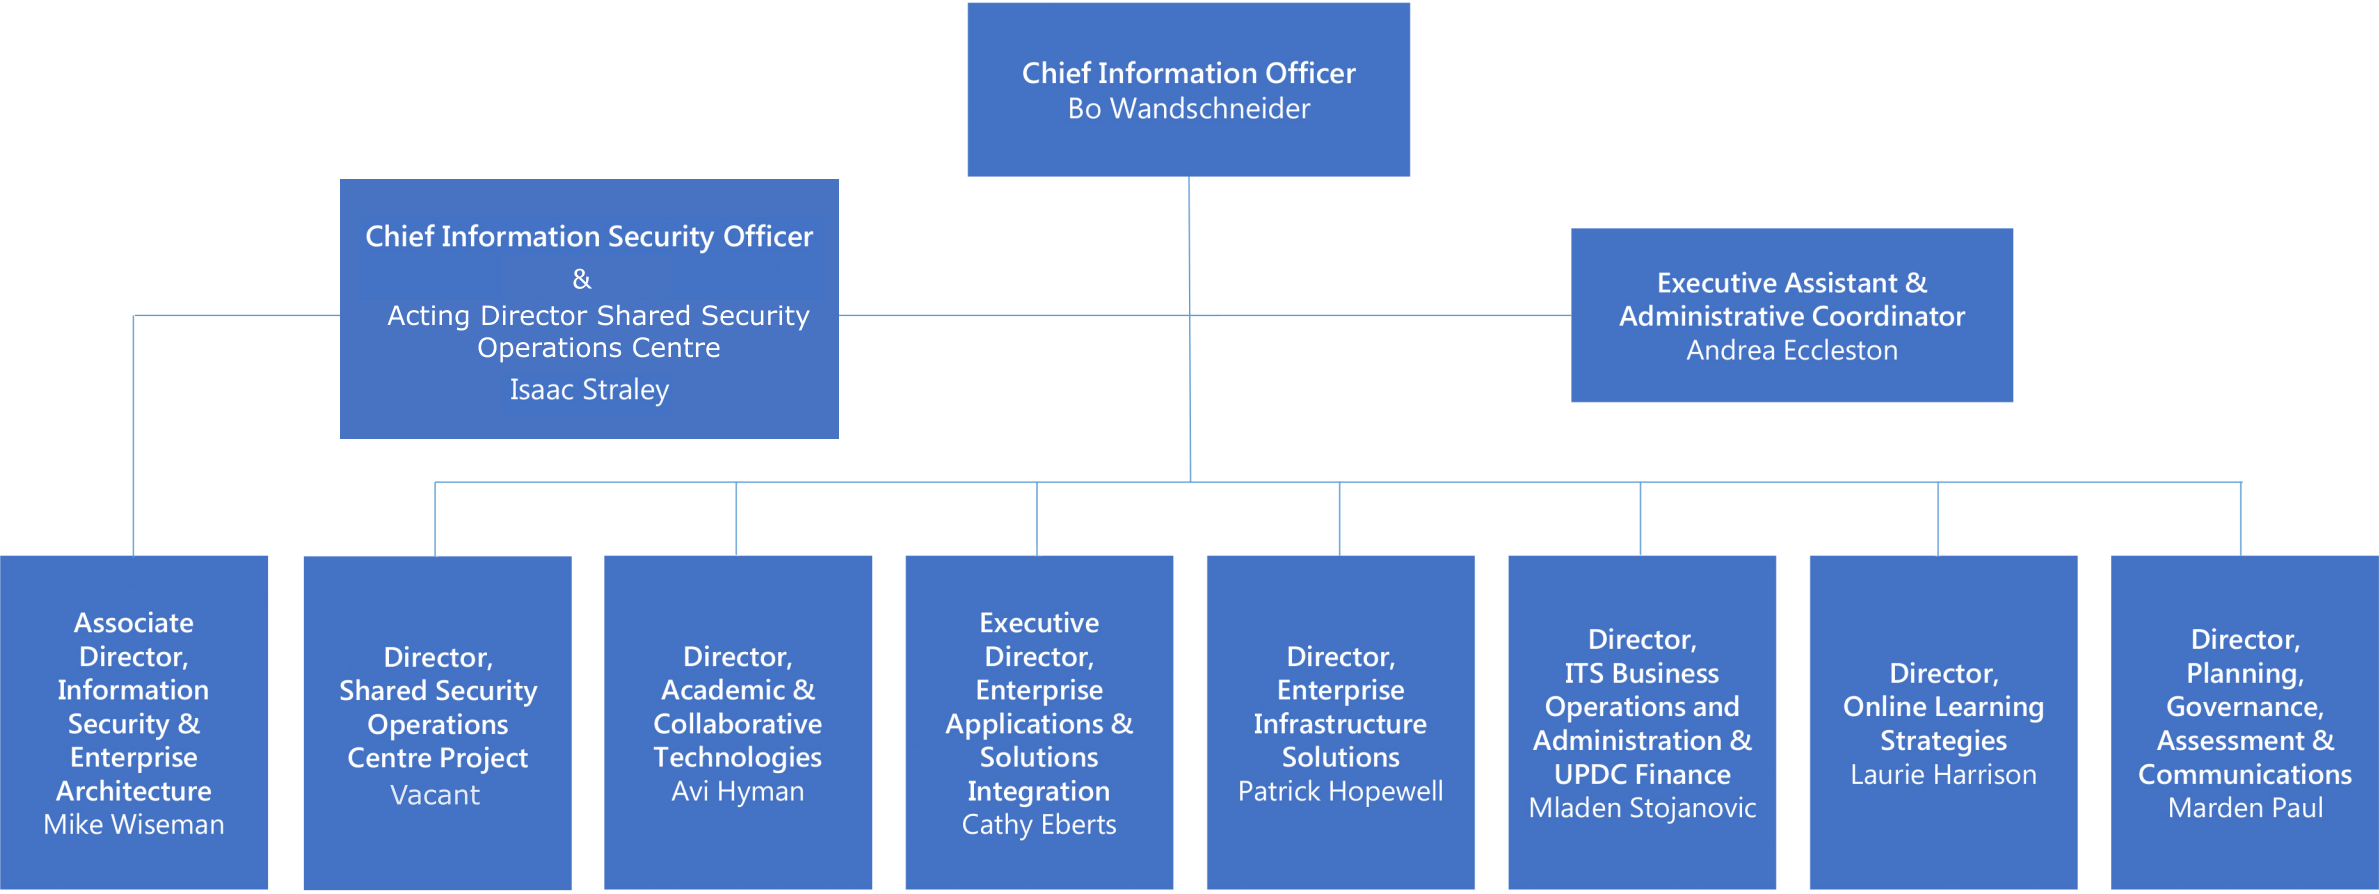 Chief Information Officer
Bo Wandschneider
Chief Information Security Officer
&
Acting Director Shared Security
Operations Centre
Isaac Straley
Executive Assistant &
Administrative Coordinator
Andrea Eccleston
Associate
Director,
Information
Security &
Enterprise
Architecture
Mike Wiseman
Director,
Shared Security
Operations
Centre Project
Vacant
Director,
Academic &
Collaborative
Technologies
Avi Hyman
Executive
Director,
Enterprise
Applications &
Solutions
Integration
Cathy Eberts
Director,
Enterprise
Infrastructure
Solutions
Patrick Hopewell
Director,
ITS Business
Operations and
Administration &
UPDC Finance
Mladen Stojanovic
Director,
Online Learning
Strategies
Laurie Harrison
Director,
Planning,
Governance,
Assessment &
Communications
Marden Paul